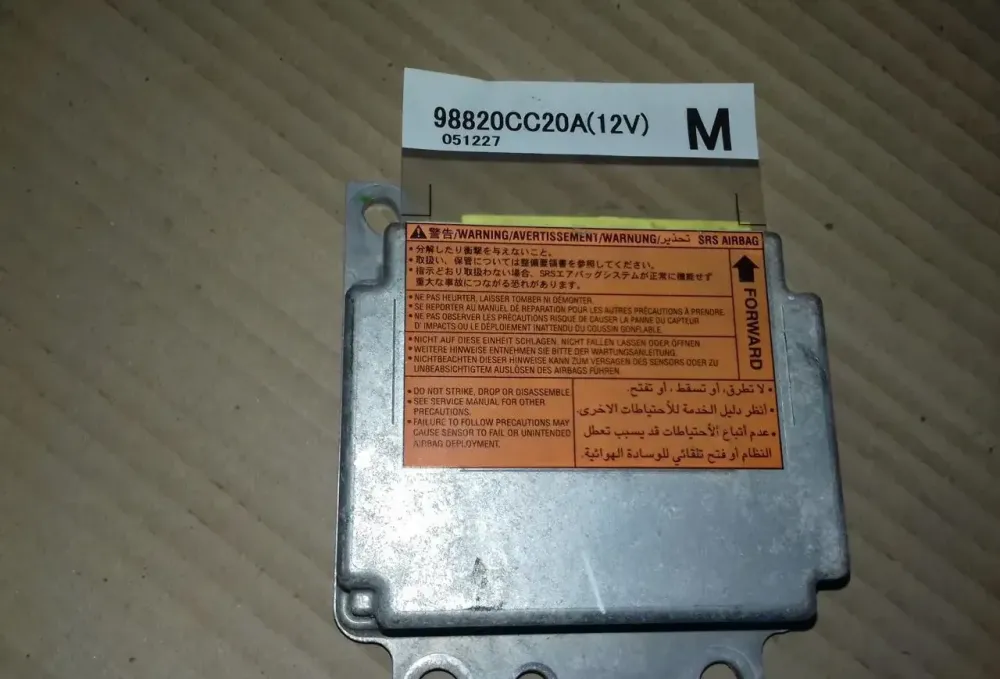 98820CC20A(12V)
M
051227
警告/WARNING/AVERTISSEMENT/WARNUNG/تحذير SRS AIRBAG
• 分解したり衝撃を与えないこと。
• 取扱い、保管については整備要領書を参照してください。
• 指示どおり取扱わない場合、SRSエアバッグシステムが正常に機能せず
重大な事故につながる恐れがあります。
FORWARD
• NE PAS HEURTER, LAISSER TOMBER NI DÉMONTER.
• SE REPORTER AU MANUEL DE REPARATION POUR LES AUTRES PRÉCAUTIONS À PRENDRE.
• NE PAS OBSERVER LES PRÉCAUTIONS RISQUE DE CAUSER LA PANNE DU CAPTEUR
D' IMPACTS OU LE DÉPLOIEMENT INATTENDU DU COUSSIN GONFLABLE.
• NICHT AUF DIESE EINHEIT SCHLAGEN, NICHT FALLEN LASSEN ODER ÖFFNEN
• WEITERE HINWEISE ENTNEHMEN SIE BITTE DER WARTUNGSANLEITUNG.
• NICHTBEACHTEN DIESER HINWEISE KANN ZUM VERSAGEN DES SENSORS ODER ZU
UNBEABSICHTIGTEM AUSLÖSEN DES AIRBAGS FÜHREN.
• DO NOT STRIKE, DROP OR DISASSEMBLE
• SEE SERVICE MANUAL FOR OTHER
PRECAUTIONS.
• FAILURE TO FOLLOW PRECAUTIONS MAY
CAUSE SENSOR TO FAIL OR UNINTENDED
AIRBAG DEPLOYMENT.
• لا تطرق، أو تسقط، أو تفتح.
• أنظر دليل الخدمة للأحتياطات الاخرى.
• عدم أتباع الأحتياطات قد يسبب تعطل
النظام أو فتح تلقائي للوسادة الهوائية.